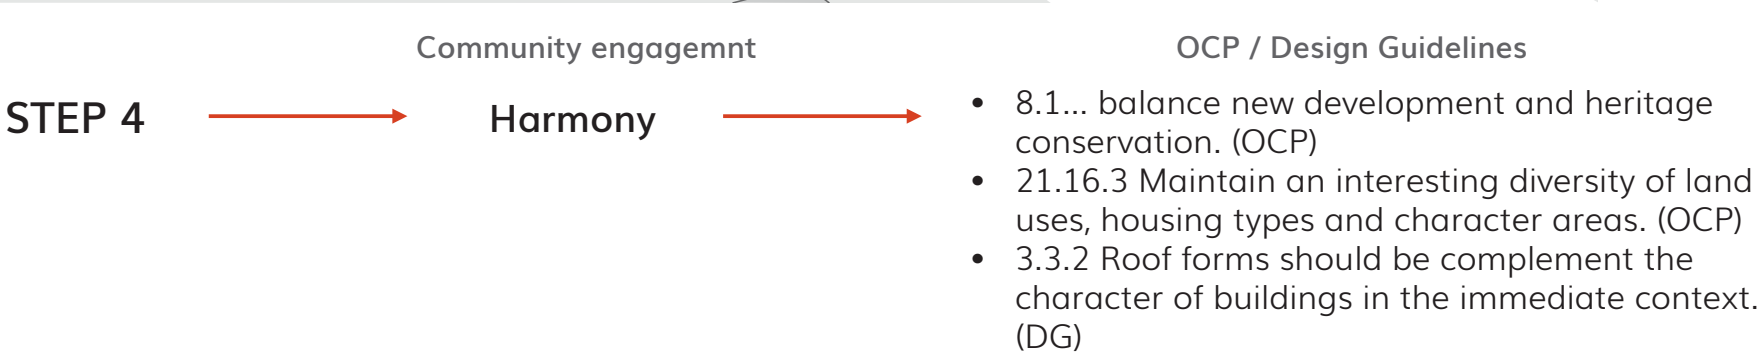 Community engagemnt
OCP / Design Guidelines
STEP 4
Harmony
• 8.1... balance new development and heritage
conservation. (OCP)
• 21.16.3 Maintain an interesting diversity of land
uses, housing types and character areas. (OCP)
• 3.3.2 Roof forms should be complement the
character of buildings in the immediate context.
(DG)